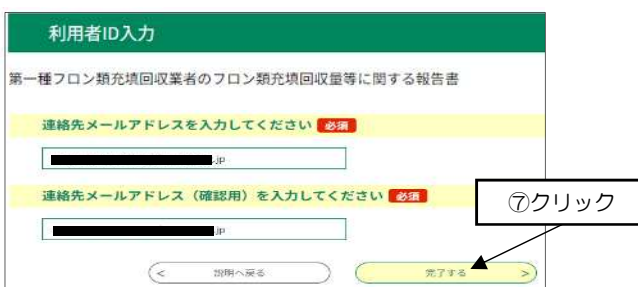 利用者ID入力
第一種フロン類充填回収業者のフロン類充填回収量等に関する報告書
連絡先メールアドレスを入力してください 必須
.jp
連絡先メールアドレス（確認用）を入力してください 必須
⑦クリック
.jp
< 説明へ戻る
完了する >